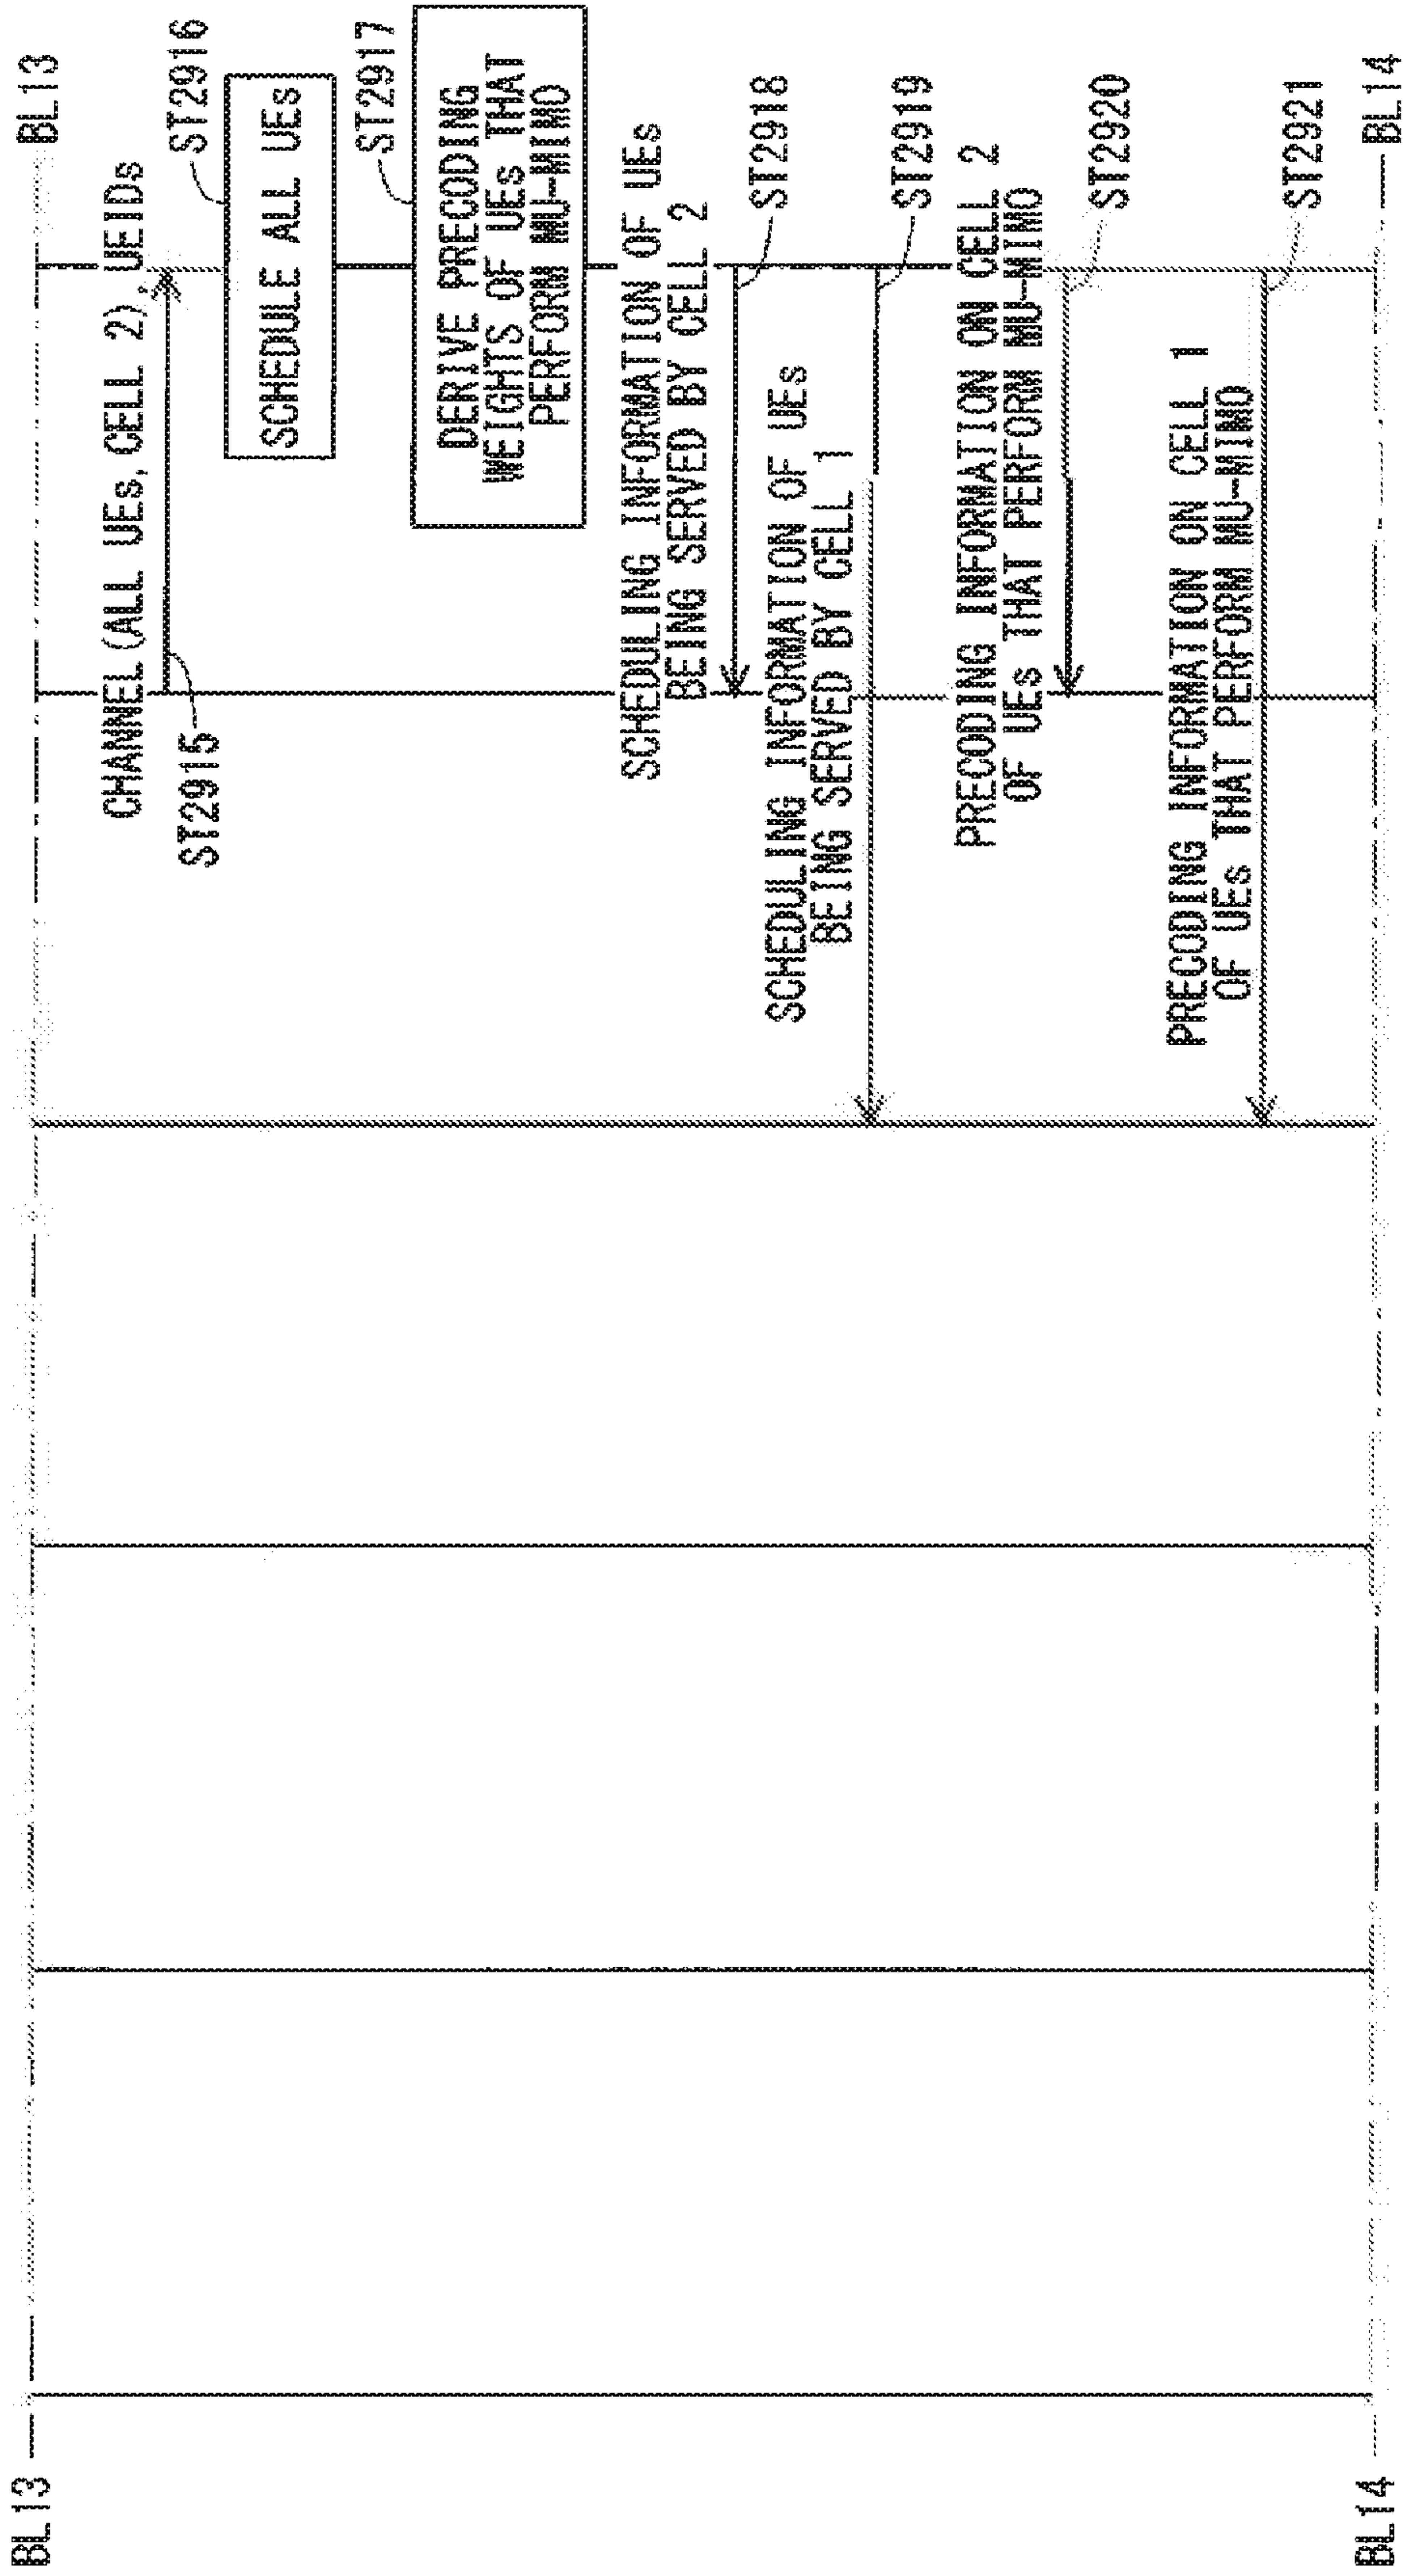 BL13
BL13
CHANNEL (ALL UEs, CELL 2), UEIDs
ST2915
ST2916
SCHEDULE ALL UEs
ST2917
DERIVE PRECODING
WEIGHTS OF UEs THAT
PERFORM MU-MIMO
SCHEDULING INFORMATION OF UEs
BEING SERVED BY CELL 2
ST2918
SCHEDULING INFORMATION OF UEs
BEING SERVED BY CELL 1
ST2919
PRECODING INFORMATION ON CELL 2
OF UEs THAT PERFORM MU-MIMO
ST2920
PRECODING INFORMATION ON CELL 1
OF UEs THAT PERFORM MU-MIMO
ST2921
BL14
BL14